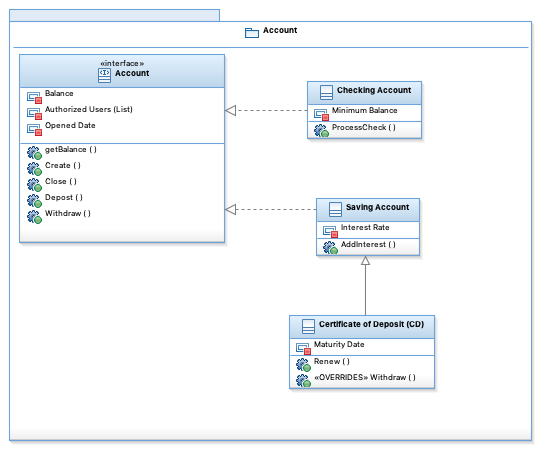 Account
«interface»
Account
Balance
Authorized Users (List)
Opened Date
getBalance ( )
Create ( )
Close ( )
Depost ( )
Withdraw ( )
Checking Account
Minimum Balance
ProcessCheck ( )
Saving Account
Interest Rate
AddInterest ( )
Certificate of Deposit (CD)
Maturity Date
Renew ( )
«OVERRIDES» Withdraw ( )